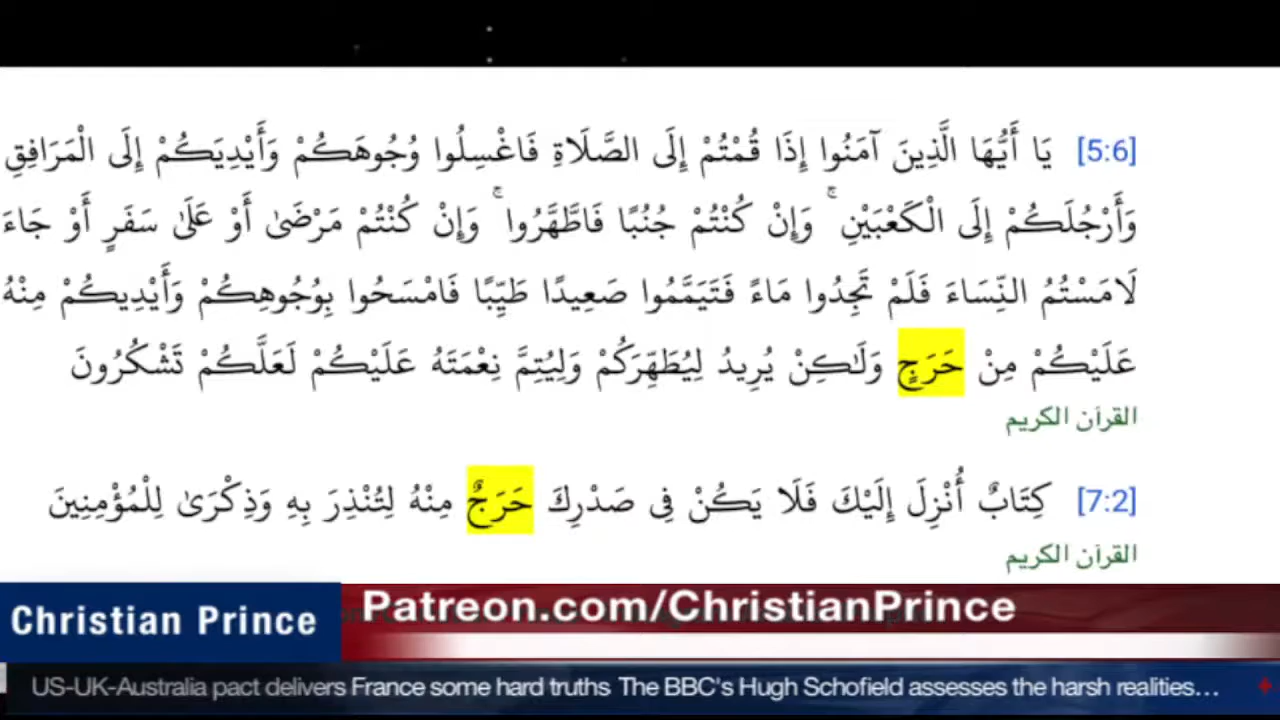 [5:6] يَا أَيُّهَا الَّذِينَ آمَنُوا إِذَا قُمْتُمْ إِلَى الصَّلَاةِ فَاغْسِلُوا وُجُوهَكُمْ وَأَيْدِيَكُمْ إِلَى الْمَرَافِقِ
وَأَرْجُلَكُمْ إِلَى الْكَعْبَيْنِ ۚ وَإِنْ كُنْتُمْ جُنُبًا فَاطَّهَّرُوا ۚ وَإِنْ كُنْتُمْ مَرْضَىٰ أَوْ عَلَىٰ سَفَرٍ أَوْ جَاءَ
لَامَسْتُمُ النِّسَاءَ فَلَمْ تَجِدُوا مَاءً فَتَيَمَّمُوا صَعِيدًا طَيِّبًا فَامْسَحُوا بِوُجُوهِكُمْ وَأَيْدِيكُمْ مِنْهُ
عَلَيْكُمْ مِنْ حَرَجٍ وَلَٰكِنْ يُرِيدُ لِيُطَهِّرَكُمْ وَلِيُتِمَّ نِعْمَتَهُ عَلَيْكُمْ لَعَلَّكُمْ تَشْكُرُونَ
القرآن الكريم
[7:2] كِتَابٌ أُنْزِلَ إِلَيْكَ فَلَا يَكُنْ فِي صَدْرِكَ حَرَجٌ مِنْهُ لِتُنْذِرَ بِهِ وَذِكْرَىٰ لِلْمُؤْمِنِينَ
القرآن الكريم
Christian Prince
Patreon.com/ChristianPrince
US-UK-Australia pact delivers France some hard truths The BBC's Hugh Schofield assesses the harsh realities…